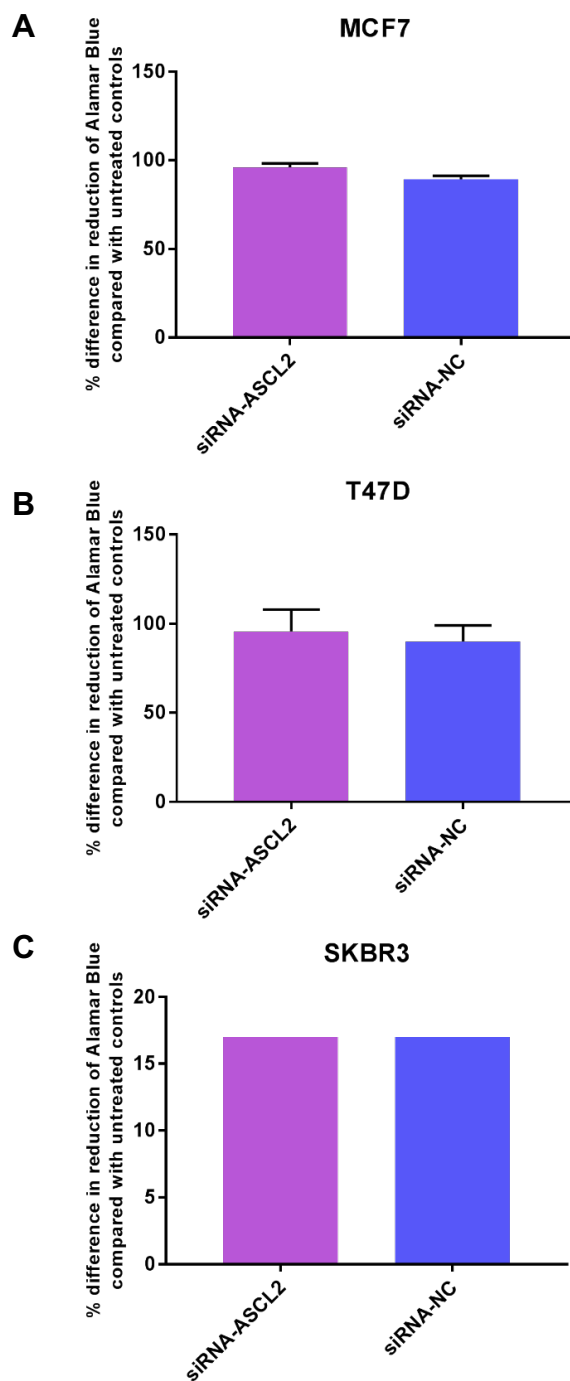 A
MCF7
% difference in reduction of Alamar Blue
compared with untreated controls
150
100
50
0
siRNA-ASCL2
siRNA-NC
B
T47D
% difference in reduction of Alamar Blue
compared with untreated controls
150
100
50
0
siRNA-ASCL2
siRNA-NC
C
SKBR3
% difference in reduction of Alamar Blue
compared with untreated controls
20
15
10
5
0
siRNA-ASCL2
siRNA-NC